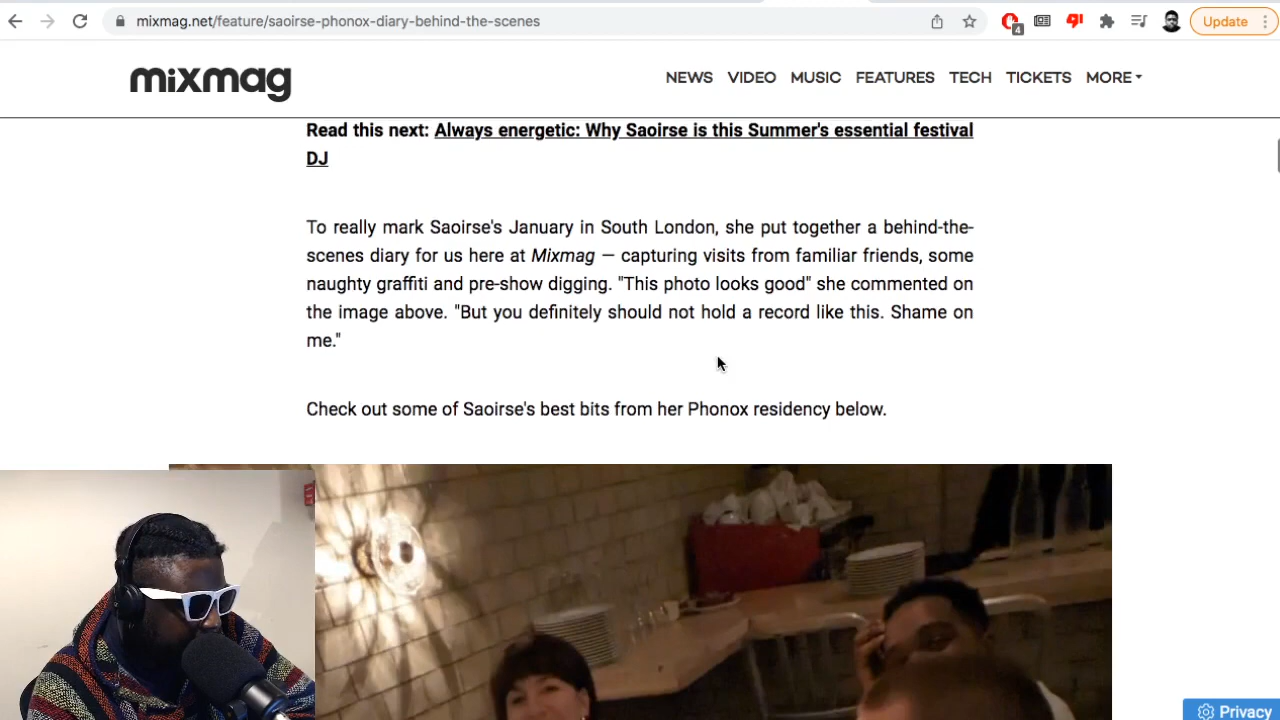 mixmag.net/feature/saoirse-phonox-diary-behind-the-scenes
4
Update
mixmag
NEWS VIDEO MUSIC FEATURES TECH TICKETS MORE
Read this next: Always energetic: Why Saoirse is this Summer's essential festival
DJ
To really mark Saoirse's January in South London, she put together a behind-the-
scenes diary for us here at Mixmag — capturing visits from familiar friends, some
naughty graffiti and pre-show digging. "This photo looks good" she commented on
the image above. "But you definitely should not hold a record like this. Shame on
me."
Check out some of Saoirse's best bits from her Phonox residency below.
Privacy